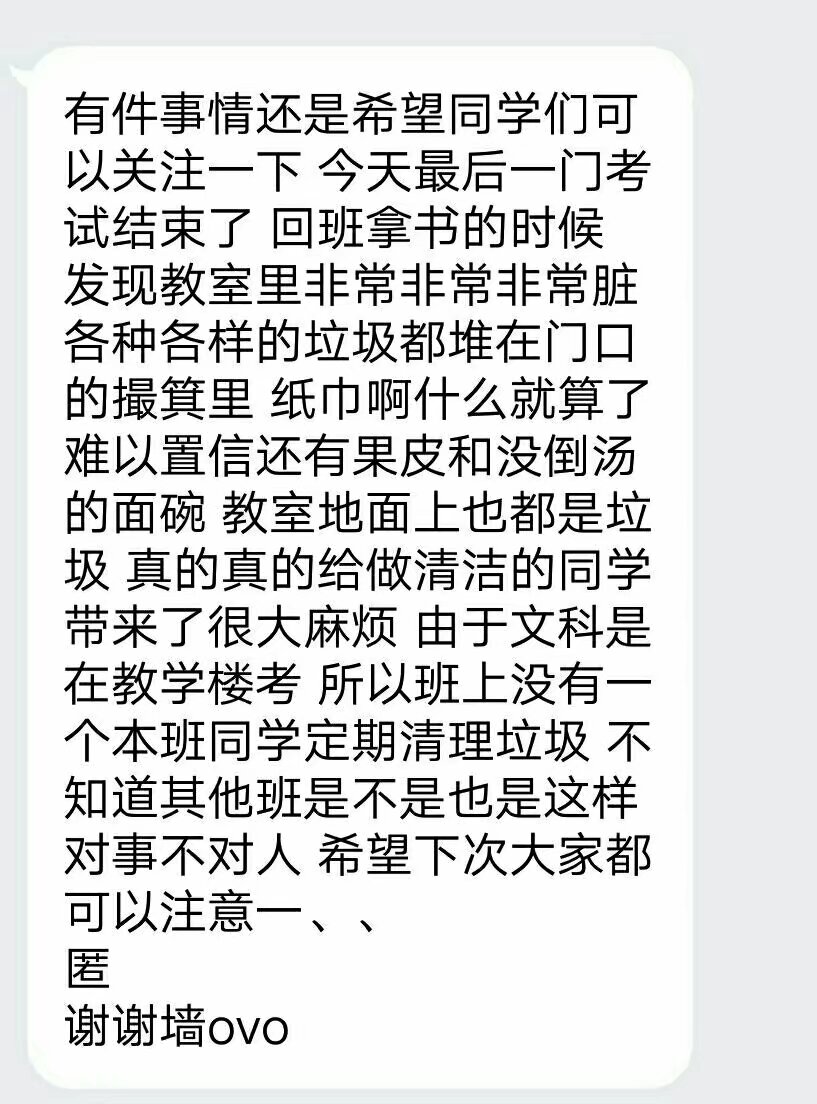 有件事情还是希望同学们可
以关注一下 今天最后一门考
试结束了 回班拿书的时候
发现教室里非常非常非常脏
各种各样的垃圾都堆在门口
的撮箕里 纸巾啊什么就算了
难以置信还有果皮和没倒汤
的面碗 教室地面上也都是垃
圾 真的真的给做清洁的同学
带来了很大麻烦 由于文科是
在教学楼考 所以班上没有一
个本班同学定期清理垃圾 不
知道其他班是不是也是这样
对事不对人 希望下次大家都
可以注意一、、
匿
谢谢墙ovo